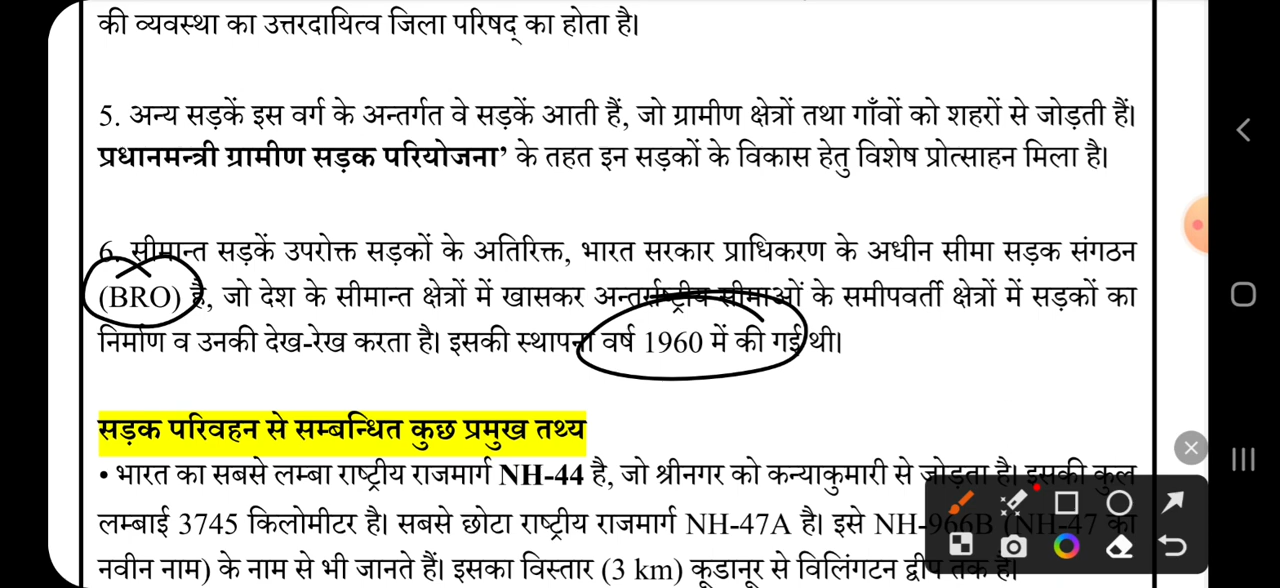 की व्यवस्था का उत्तरदायित्व जिला परिषद् का होता है।
5. अन्य सड़कें इस वर्ग के अन्तर्गत वे सड़कें आती हैं, जो ग्रामीण क्षेत्रों तथा गाँवों को शहरों से जोड़ती हैं।
प्रधानमन्त्री ग्रामीण सड़क परियोजना’ के तहत इन सड़कों के विकास हेतु विशेष प्रोत्साहन मिला है।
6. सीमान्त सड़कें उपरोक्त सड़कों के अतिरिक्त, भारत सरकार प्राधिकरण के अधीन सीमा सड़क संगठन
(BRO) है, जो देश के सीमान्त क्षेत्रों में खासकर अन्तर्राष्ट्रीय सीमाओं के समीपवर्ती क्षेत्रों में सड़कों का
निर्माण व उनकी देख-रेख करता है। इसकी स्थापना वर्ष 1960 में की गई थी।
सड़क परिवहन से सम्बन्धित कुछ प्रमुख तथ्य
• भारत का सबसे लम्बा राष्ट्रीय राजमार्ग NH-44 है, जो श्रीनगर को कन्याकुमारी से जोड़ता है। इसकी कुल
लम्बाई 3745 किलोमीटर है। सबसे छोटा राष्ट्रीय राजमार्ग NH-47A है। इसे NH-966B (NH-47 का
नवीन नाम) के नाम से भी जानते हैं। इसका विस्तार (3 km) कूडानूर से विलिंगटन द्वीप तक है।